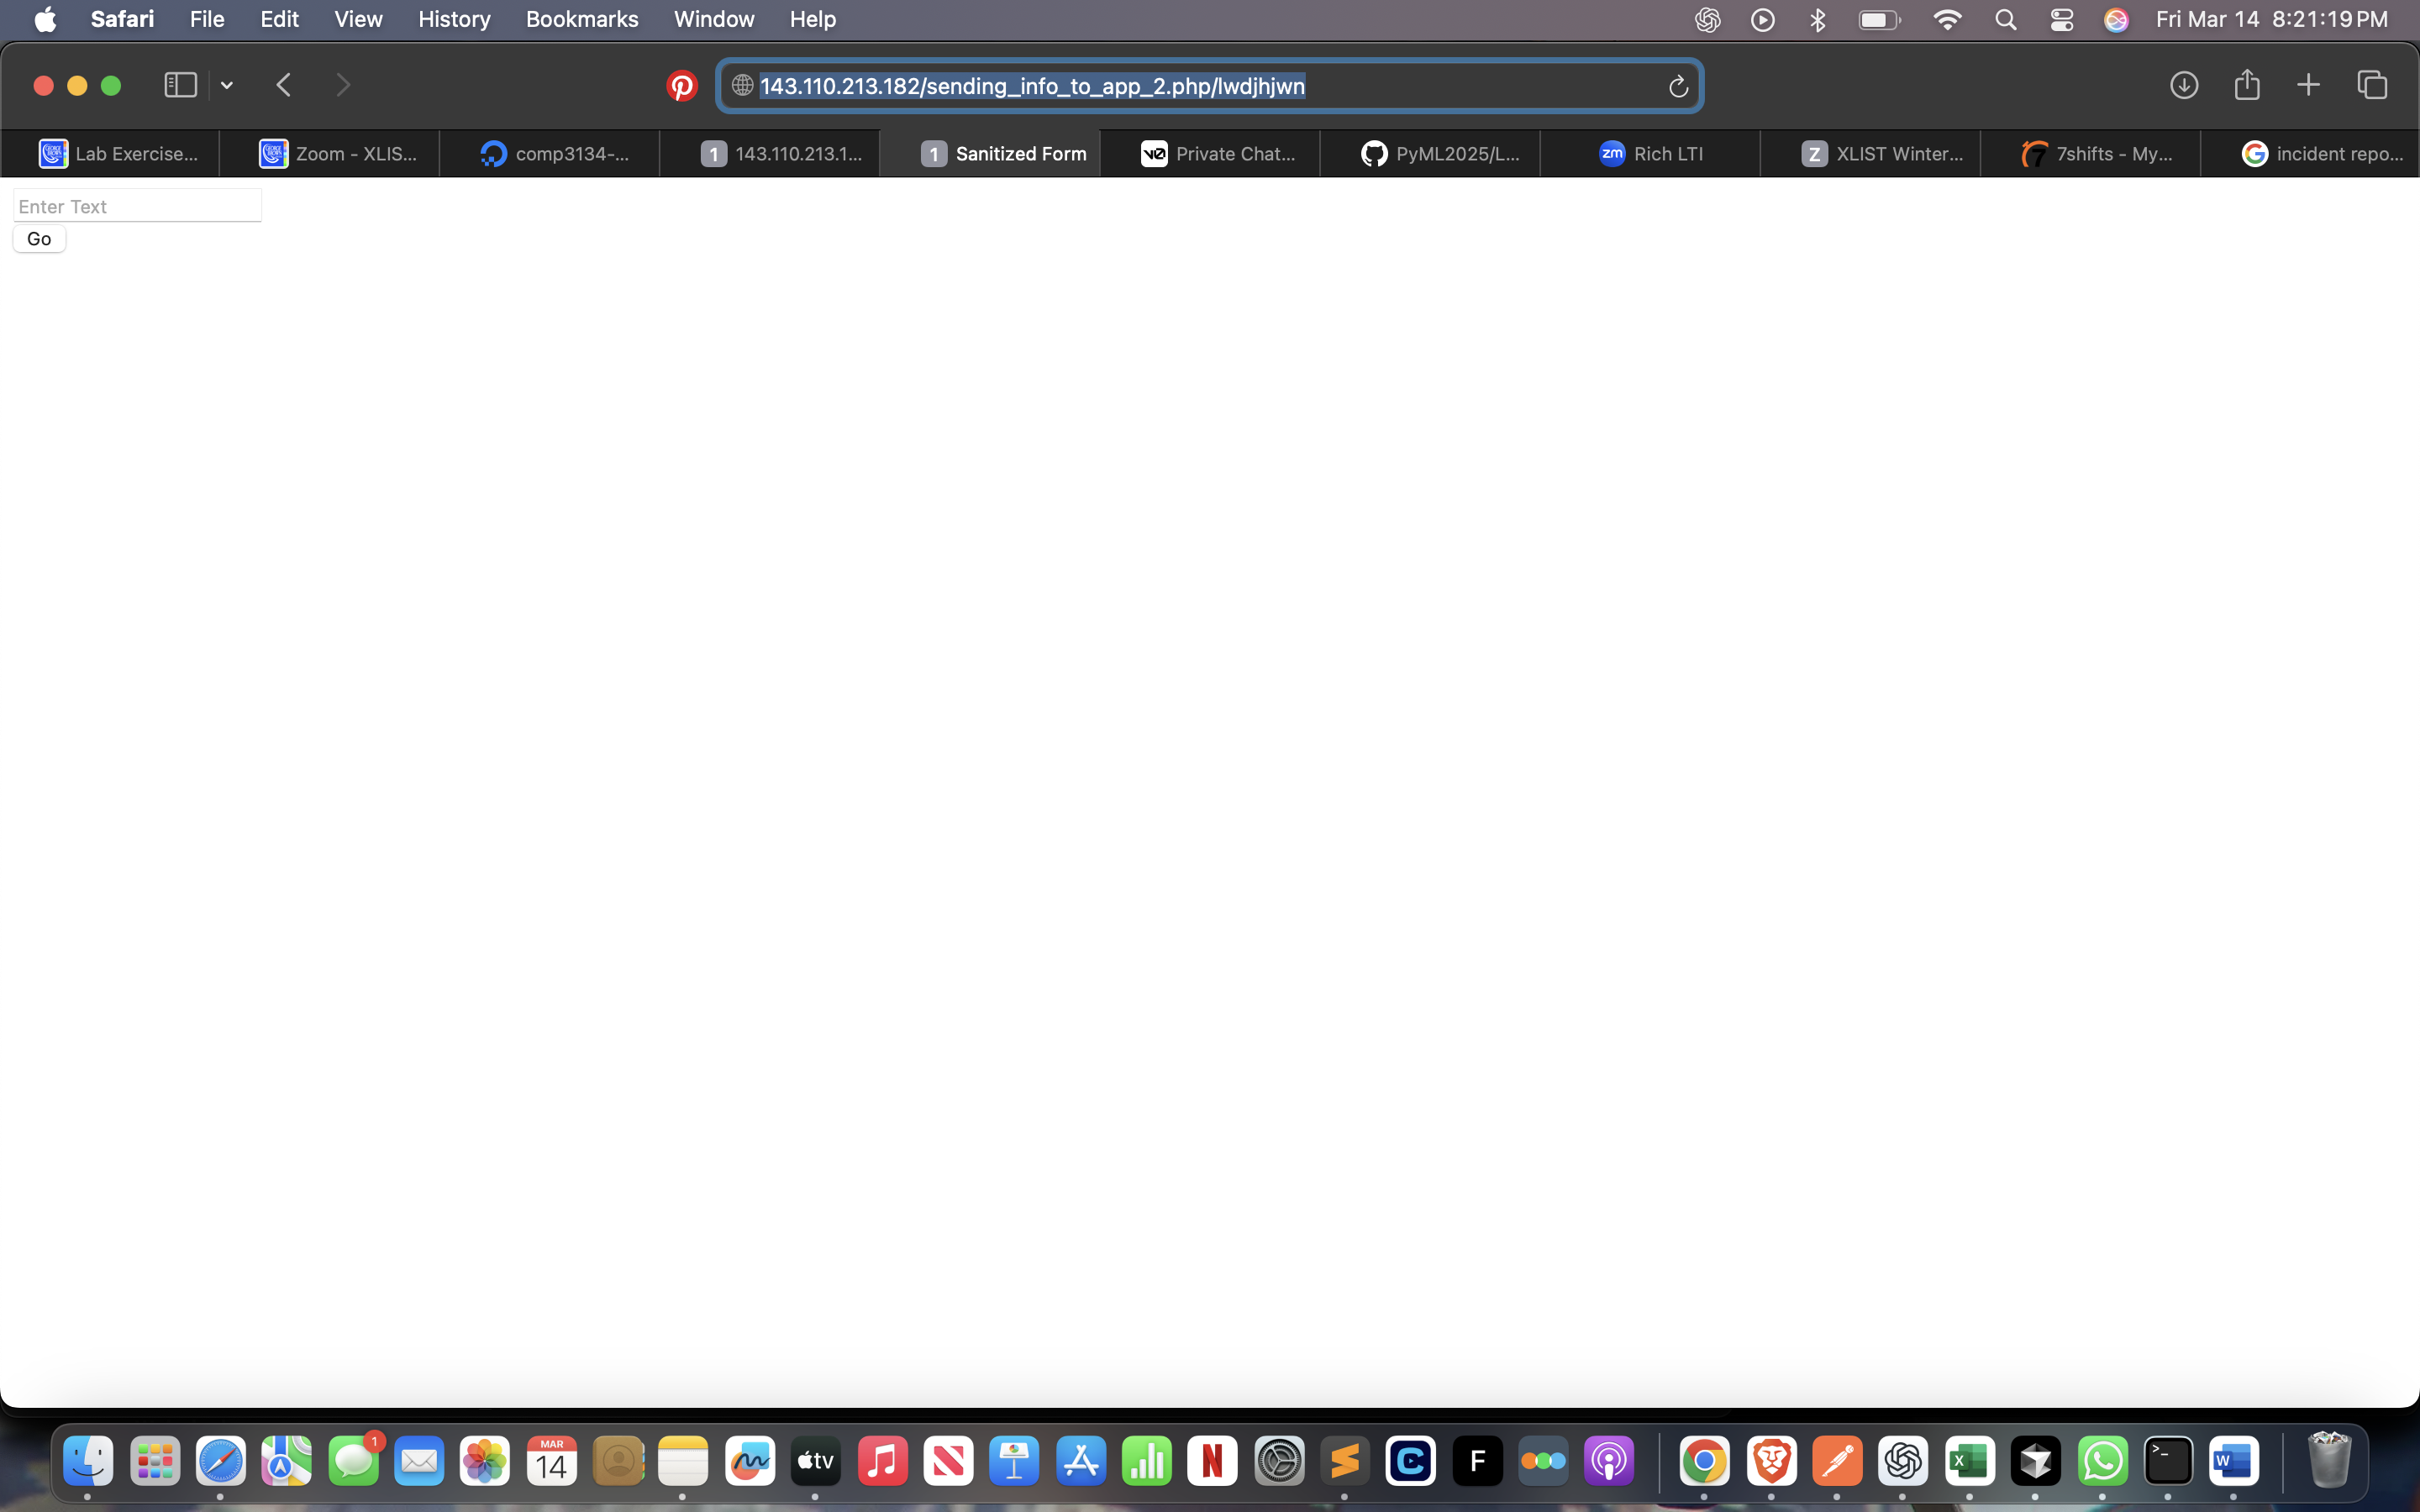 Safari File Edit View History Bookmarks Window Help Fri Mar 14 8:21:19 PM
143.110.213.182/sending_info_to_app_2.php/lwdjhjwn
Lab Exercise... Zoom - XLIS... comp3134-... 1 143.110.213.1... 1 Sanitized Form v0 Private Chat... PyML2025/L... zm Rich LTI Z XLIST Winter... 7 7shifts - My... G incident repo...
Enter Text
Go
1
MAR
14 tv N C F X >_ W